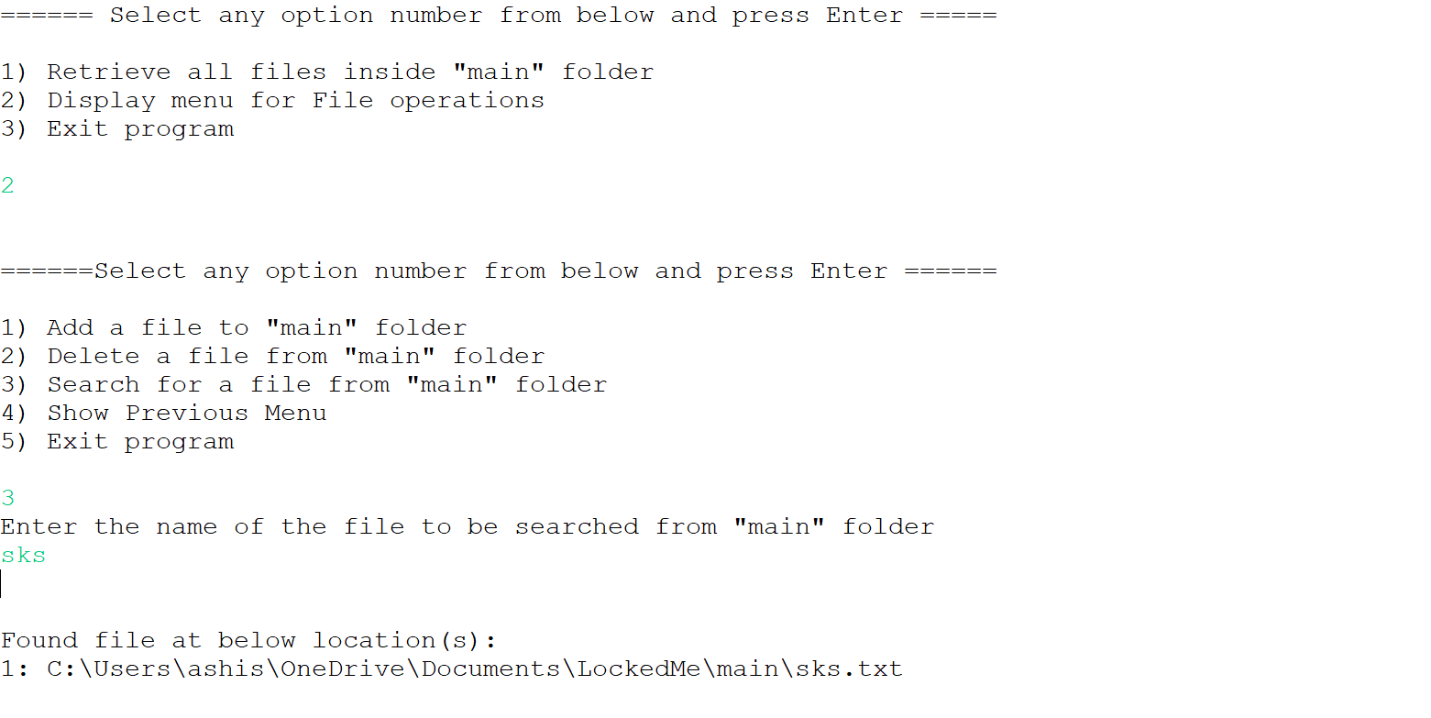 ====== Select any option number from below and press Enter =====
1) Retrieve all files inside "main" folder
2) Display menu for File operations
3) Exit program
2
======Select any option number from below and press Enter ======
1) Add a file to "main" folder
2) Delete a file from "main" folder
3) Search for a file from "main" folder
4) Show Previous Menu
5) Exit program
3
Enter the name of the file to be searched from "main" folder
sks
Found file at below location(s):
1: C:\Users\ashis\OneDrive\Documents\LockedMe\main\sks.txt